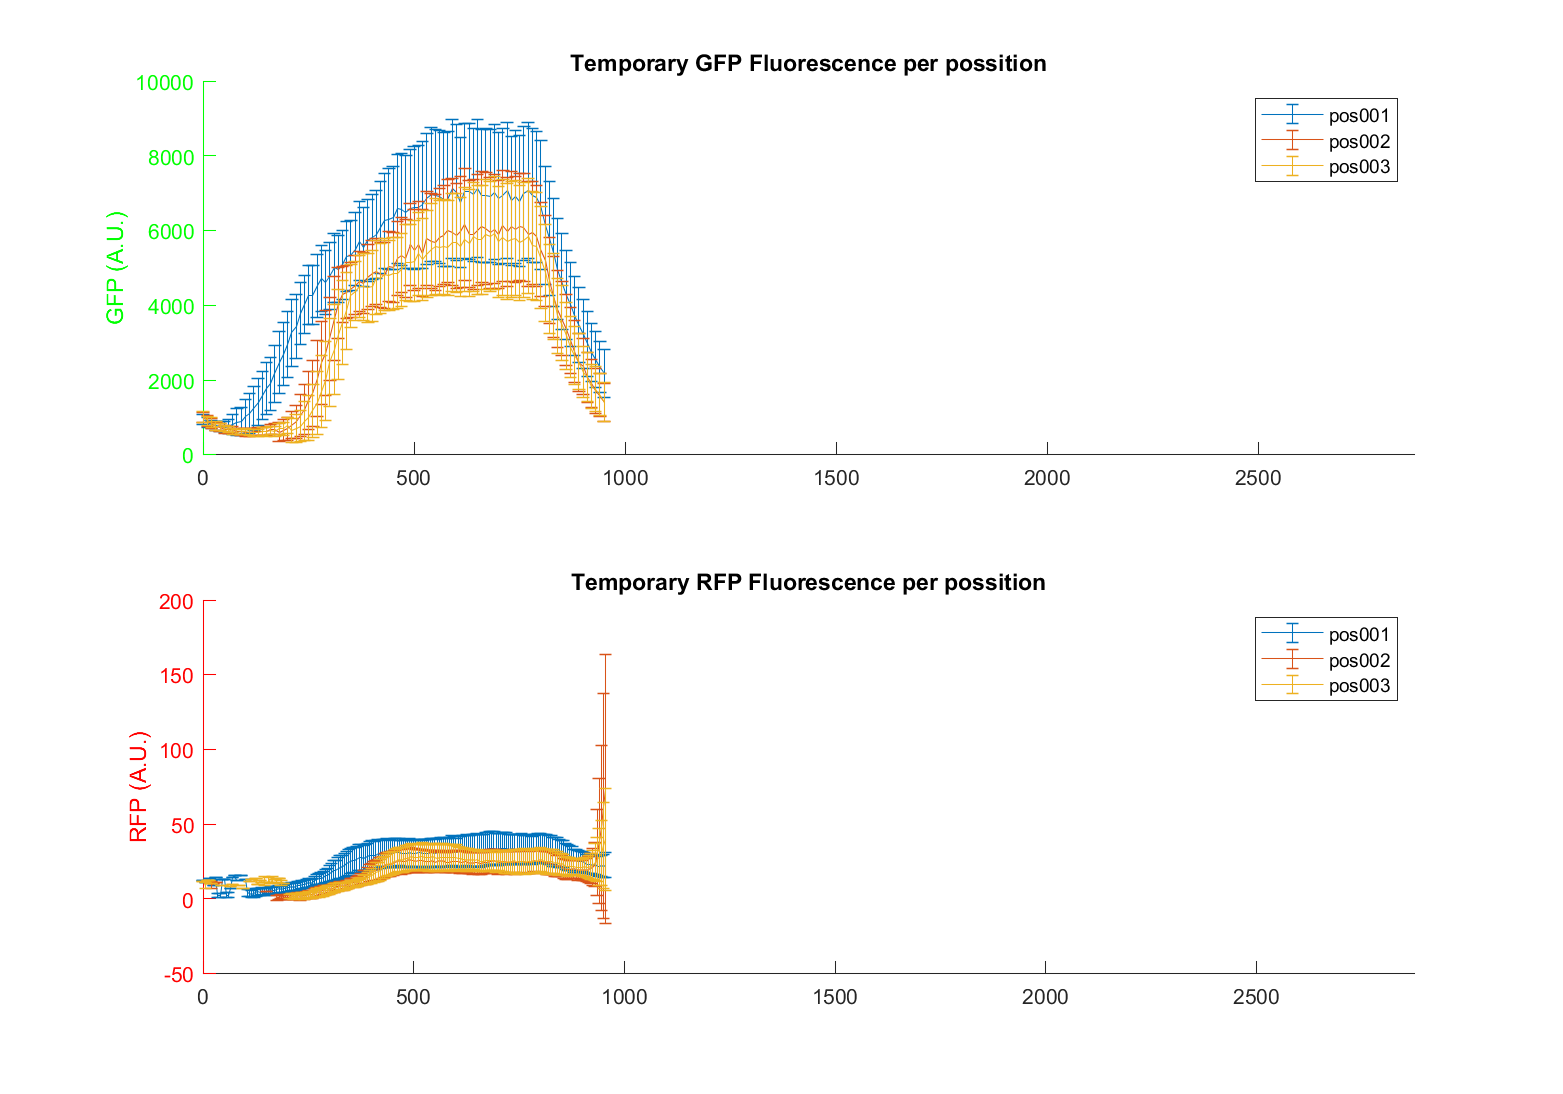 Temporary GFP Fluorescence per possition
10000
8000
6000
4000
2000
0
GFP (A.U.)
0 500 1000 1500 2000 2500
pos001
pos002
pos003
Temporary RFP Fluorescence per possition
200
150
100
50
0
-50
RFP (A.U.)
0 500 1000 1500 2000 2500
pos001
pos002
pos003